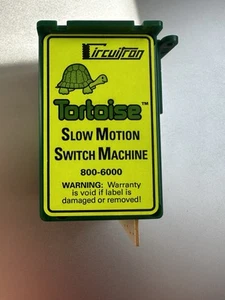 Circuitron
Tortoise™
SLOW MOTION
SWITCH MACHINE
800-6000
WARNING: Warranty
is void if label is
damaged or removed!